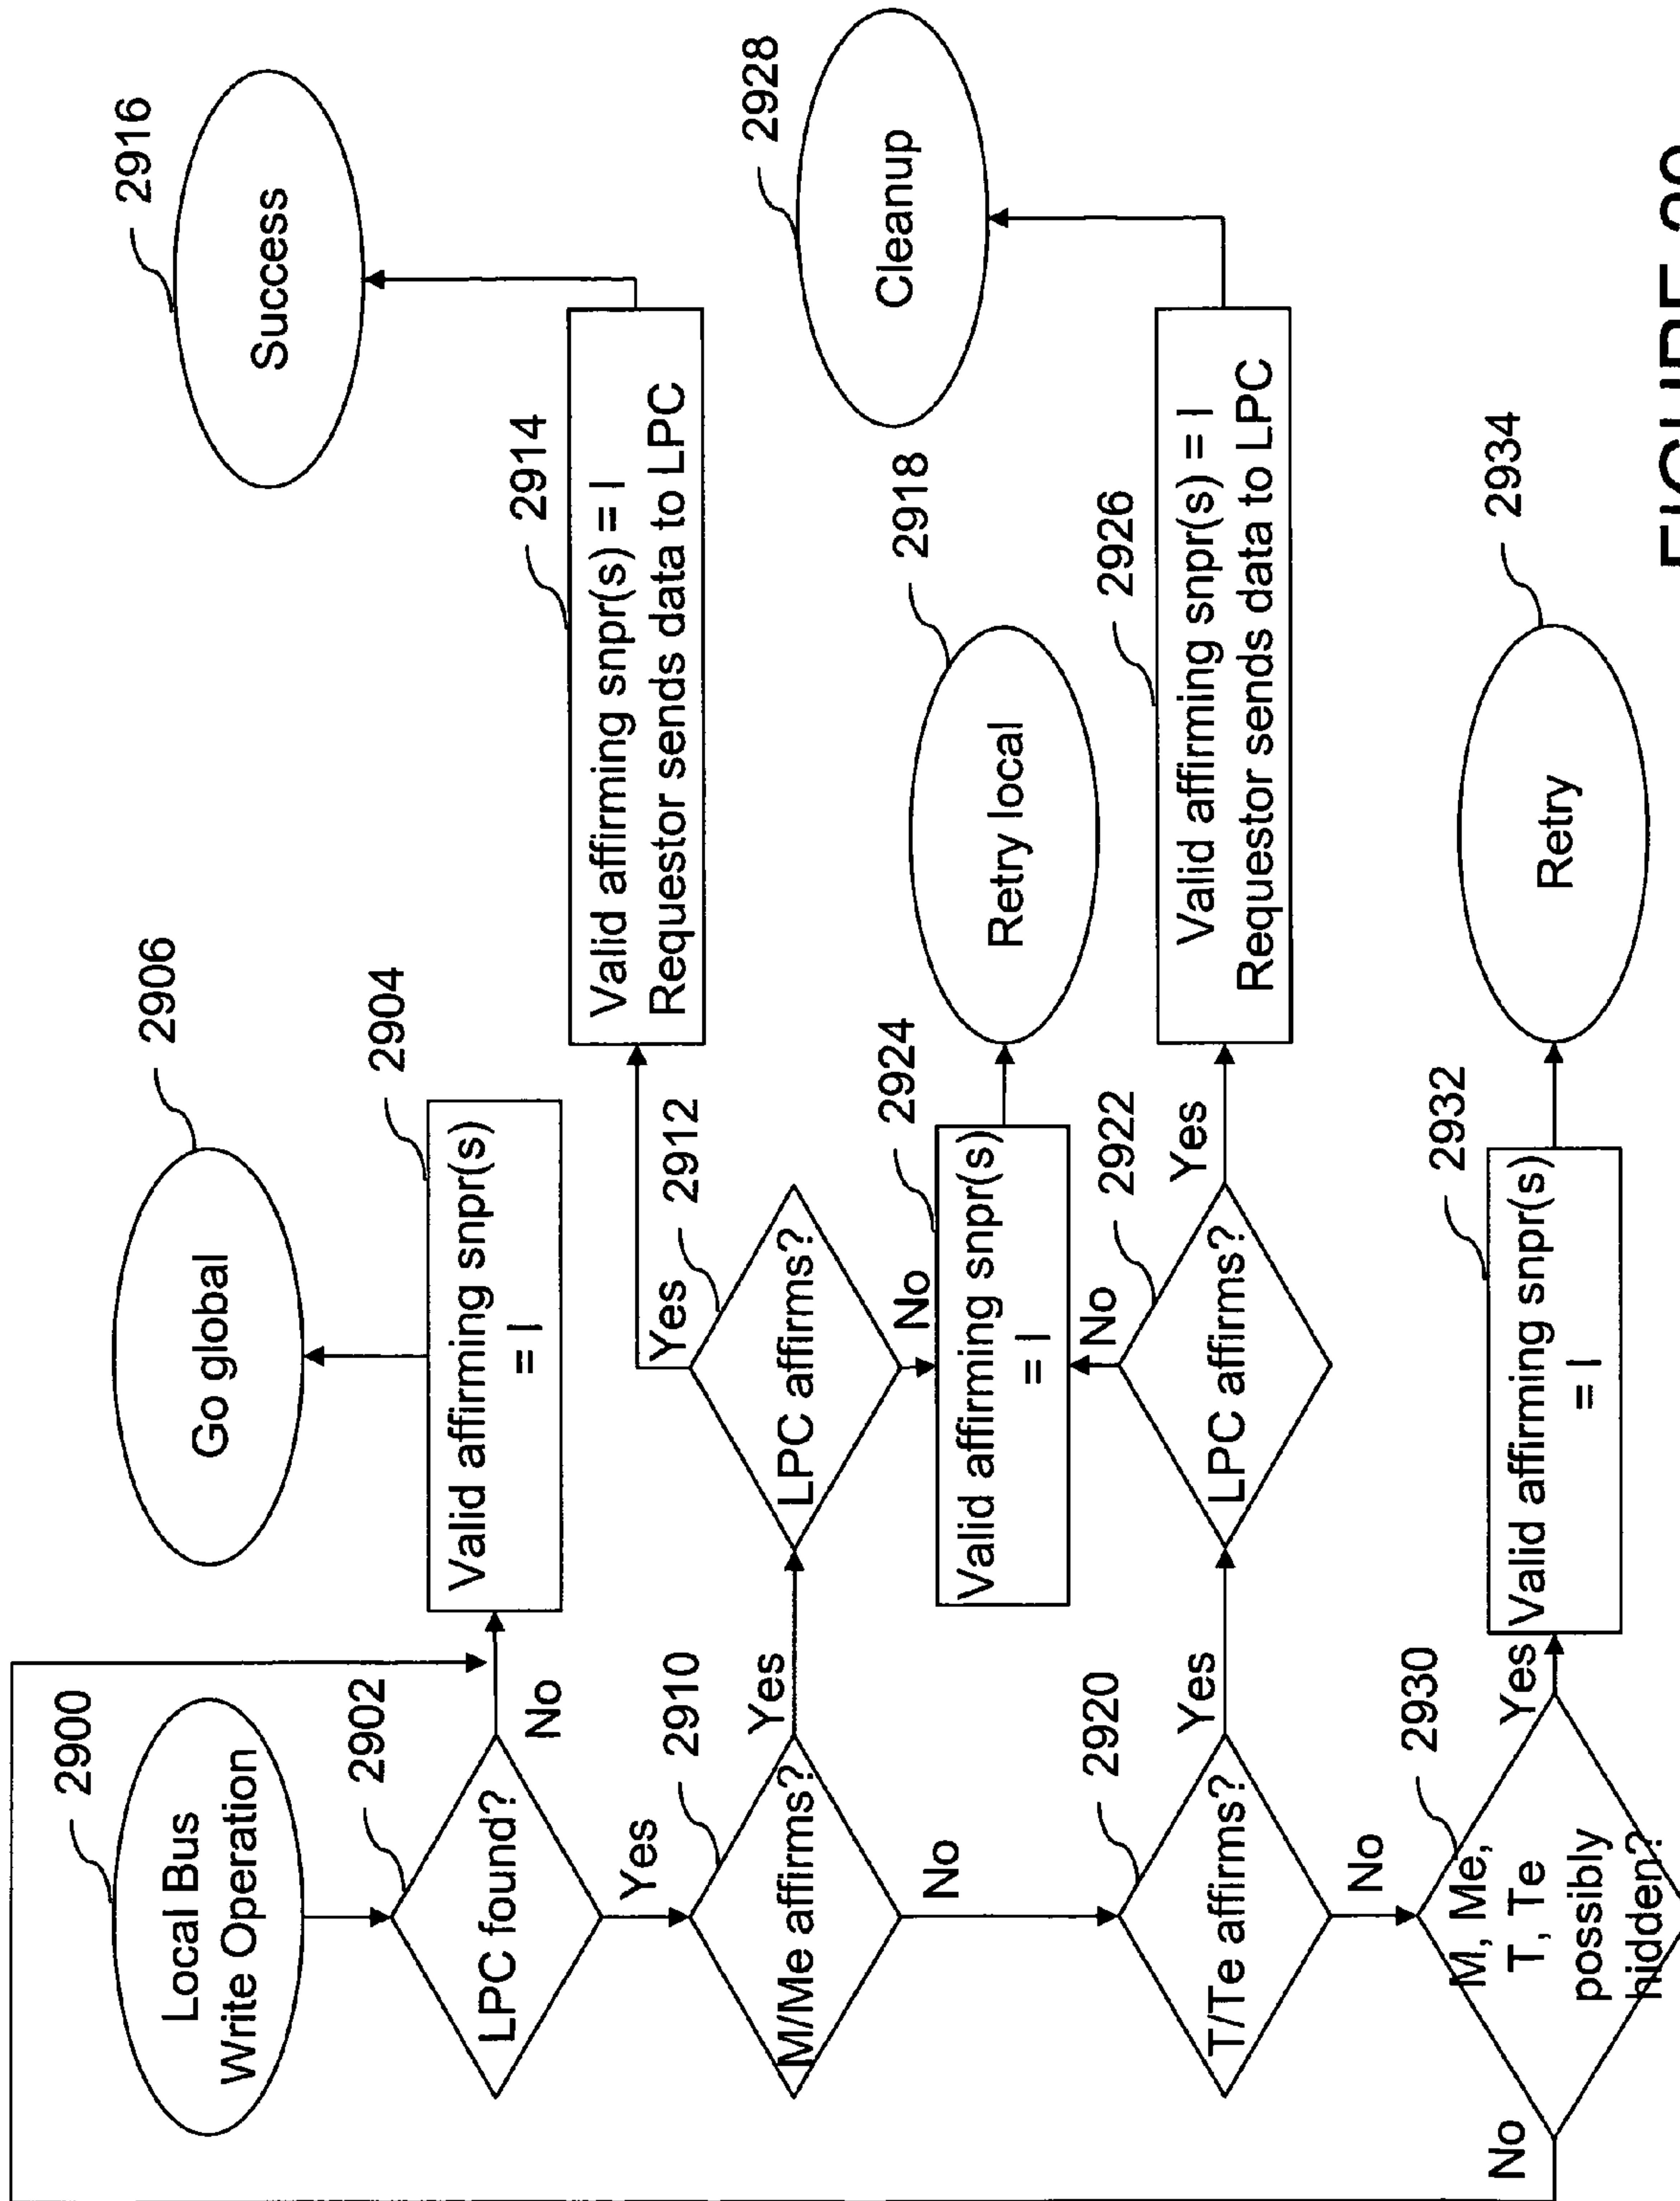 2900
Local Bus
Write Operation
2902
LPC found?
No
Yes
2904
Valid affirming snpr(s)
= I
2906
Go global
2910
M/Me affirms?
Yes
No
2912
LPC affirms?
Yes
No
2914
Valid affirming snpr(s) = I
Requestor sends data to LPC
2916
Success
2924
Valid affirming snpr(s)
= I
2918
Retry local
2920
T/Te affirms?
Yes
No
2922
LPC affirms?
No
Yes
2926
Valid affirming snpr(s) = I
Requestor sends data to LPC
2928
Cleanup
2930
M, Me,
T, Te
possibly
hidden?
No
Yes
2932
Valid affirming snpr(s)
= I
2934
Retry
FIGURE